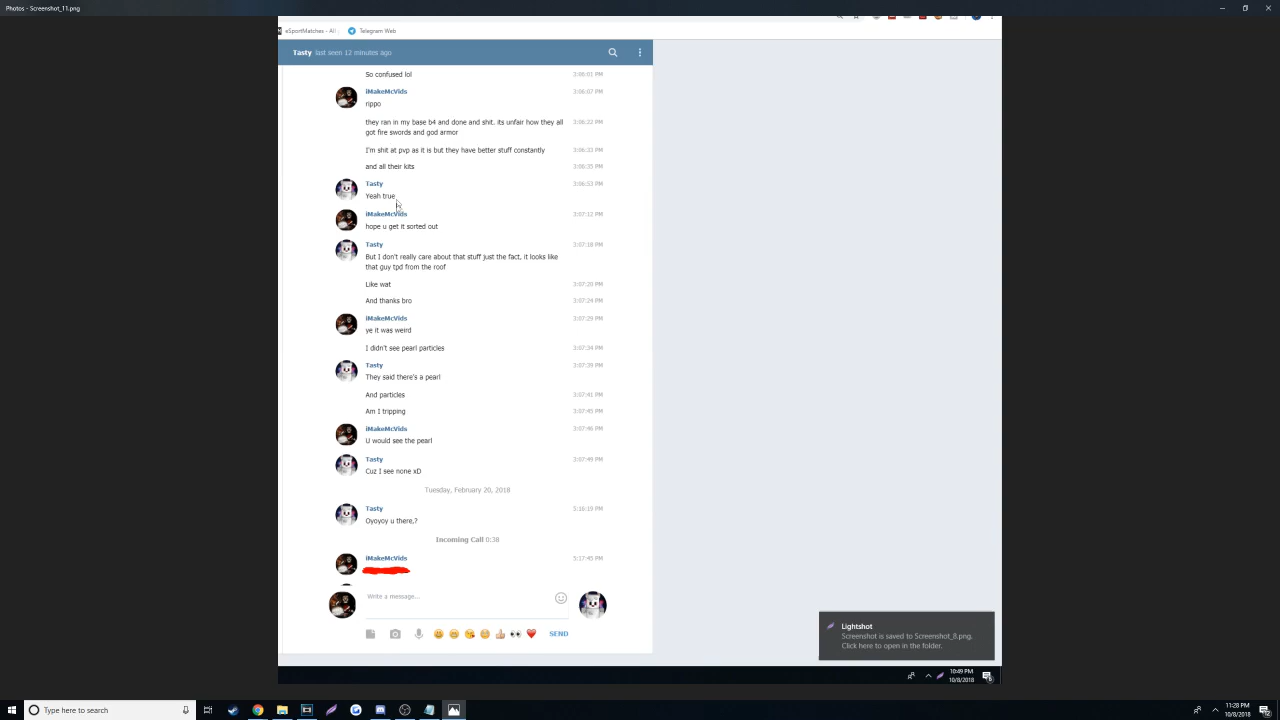 Photos - Screenshot_11.png
eSportMatches - All
Telegram Web
Tasty last seen 12 minutes ago
So confused lol 3:06:01 PM
iMakeMcVids 3:06:07 PM
rippo
they ran in my base b4 and done and shit. its unfair how they all 3:06:22 PM
got fire swords and god armor
I'm shit at pvp as it is but they have better stuff constantly 3:06:33 PM
and all their kits 3:06:35 PM
Tasty 3:06:53 PM
Yeah true
iMakeMcVids 3:07:12 PM
hope u get it sorted out
Tasty 3:07:18 PM
But I don't really care about that stuff just the fact, it looks like
that guy tpd from the roof
Like wat 3:07:20 PM
And thanks bro 3:07:24 PM
iMakeMcVids 3:07:29 PM
ye it was weird
I didn't see pearl particles 3:07:34 PM
Tasty 3:07:39 PM
They said there's a pearl
And particles 3:07:41 PM
Am I tripping 3:07:45 PM
iMakeMcVids 3:07:46 PM
U would see the pearl
Tasty 3:07:49 PM
Cuz I see none xD
Tuesday, February 20, 2018
Tasty 5:16:19 PM
Oyoyoy u there,?
Incoming Call 0:38
iMakeMcVids 5:17:45 PM
Write a message...
SEND
Lightshot
Screenshot is saved to Screenshot_8.png.
Click here to open in the folder.
10:49 PM
10/8/2018
Type here to search
11:28 PM
10/8/2018